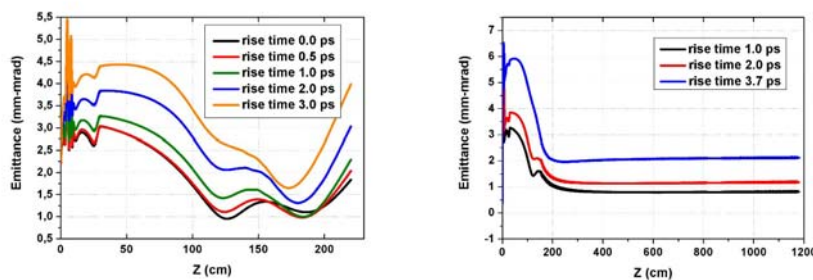 5,5
5,0
4,5
4,0
3,5
3,0
2,5
2,0
1,5
1,0
0,5
Emittance (mm-mrad)
rise time 0.0 ps
rise time 0.5 ps
rise time 1.0 ps
rise time 2.0 ps
rise time 3.0 ps
0 50 100 150 200
Z (cm)
7
6
5
4
3
2
1
0
-1
Emittance (mm-mrad)
rise time 1.0 ps
rise time 2.0 ps
rise time 3.7 ps
0 200 400 600 800 1000 1200
Z (cm)